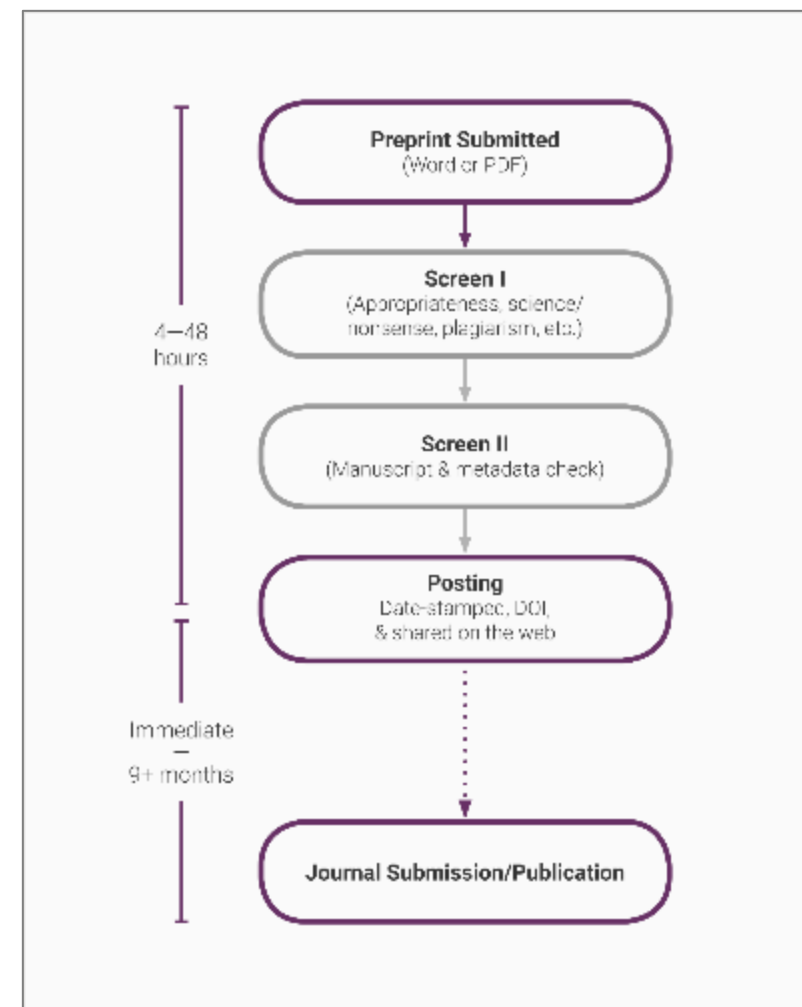 Preprint Submitted
(Word or PDF)
Screen I
(Appropriateness, science/
nonsense, plagiarism, etc.)
4—48
hours
Screen II
(Manuscript & metadata check)
Posting
Date-stamped, DOI,
& shared on the web
Immediate
—
9+ months
Journal Submission/Publication